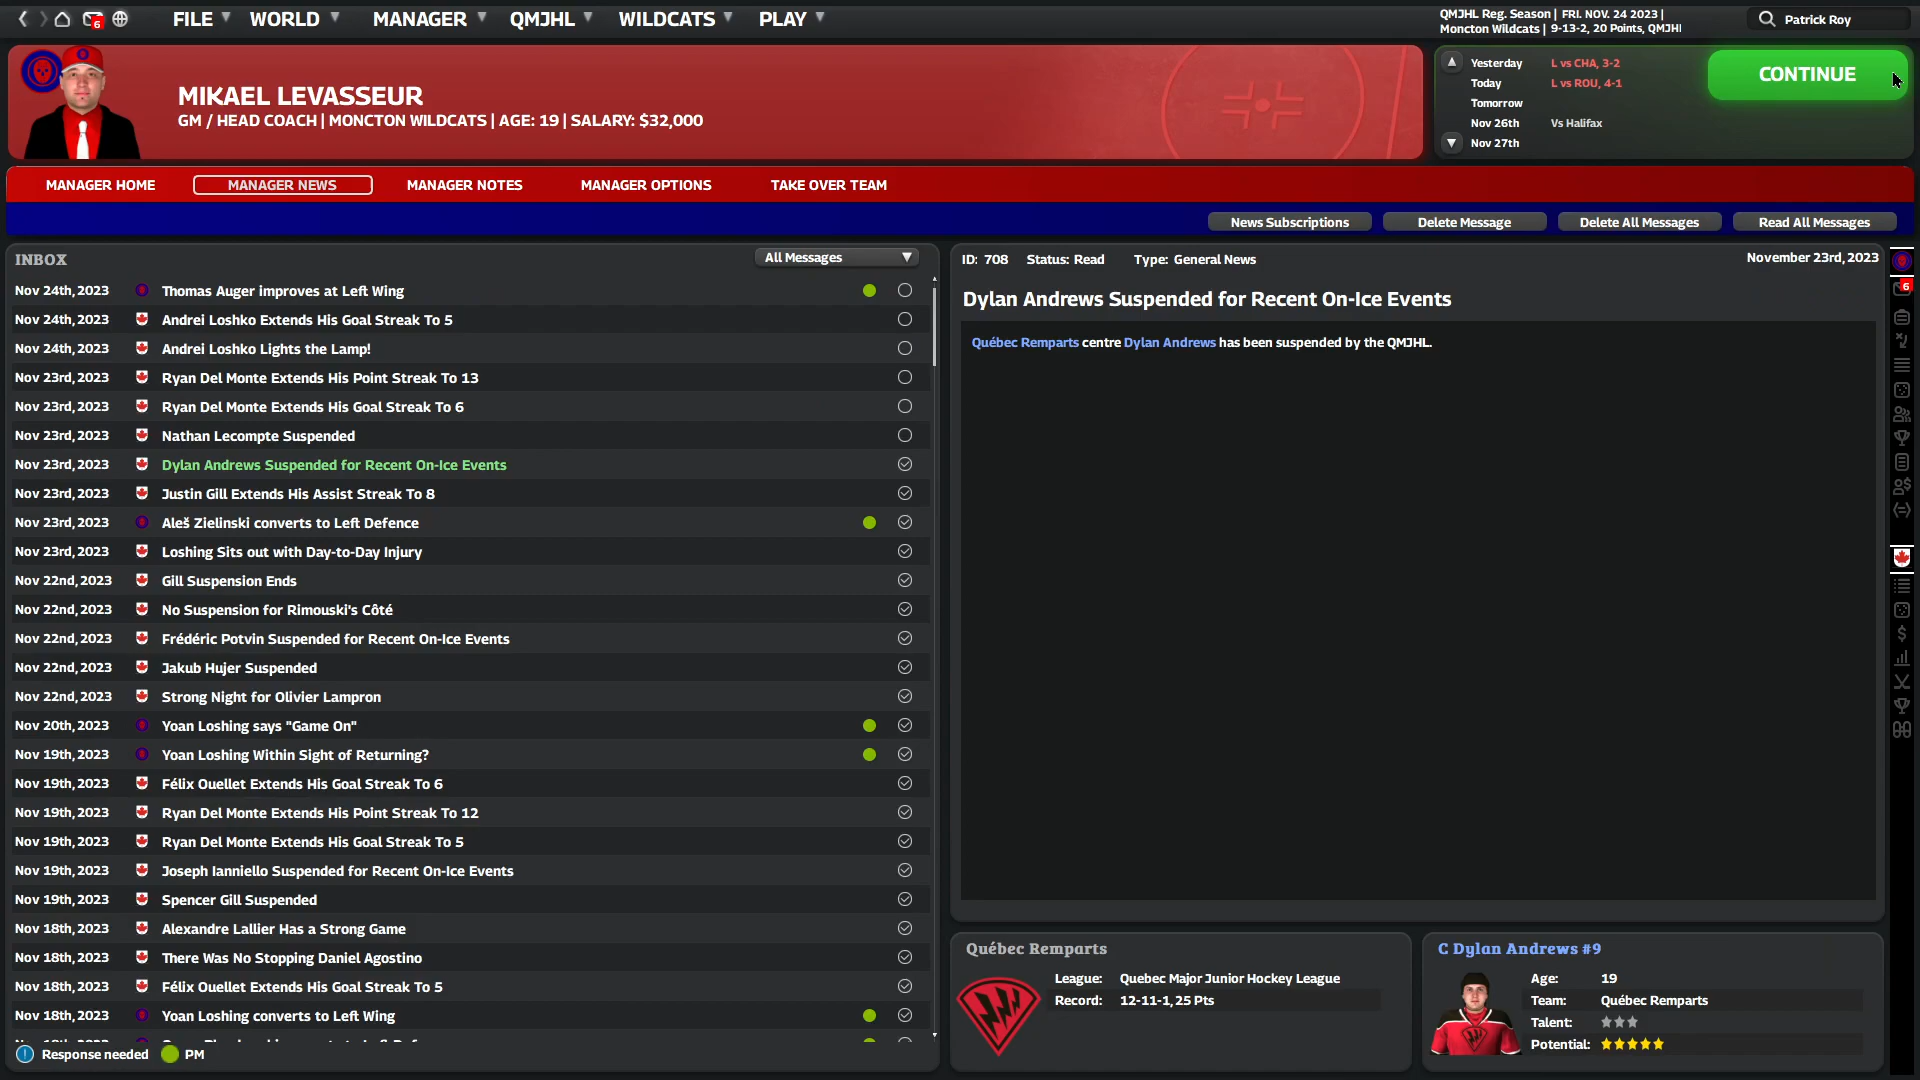 FILE WORLD MANAGER QMJHL WILDCATS PLAY
6
QMJHL Reg. Season | FRI. NOV. 24 2023 |
Moncton Wildcats | 9-13-2, 20 Points, QMJHL
Patrick Roy
MIKAEL LEVASSEUR
GM / HEAD COACH | MONCTON WILDCATS | AGE: 19 | SALARY: $32,000
Yesterday L vs CHA, 3-2
Today L vs ROU, 4-1
Tomorrow
Nov 26th Vs Halifax
Nov 27th
CONTINUE
MANAGER HOME MANAGER NEWS MANAGER NOTES MANAGER OPTIONS TAKE OVER TEAM
News Subscriptions Delete Message Delete All Messages Read All Messages
INBOX All Messages
Nov 24th, 2023 Thomas Auger improves at Left Wing
Nov 24th, 2023 Andrei Loshko Extends His Goal Streak To 5
Nov 24th, 2023 Andrei Loshko Lights the Lamp!
Nov 23rd, 2023 Ryan Del Monte Extends His Point Streak To 13
Nov 23rd, 2023 Ryan Del Monte Extends His Goal Streak To 6
Nov 23rd, 2023 Nathan Lecompte Suspended
Nov 23rd, 2023 Dylan Andrews Suspended for Recent On-Ice Events
Nov 23rd, 2023 Justin Gill Extends His Assist Streak To 8
Nov 23rd, 2023 Aleš Zielinski converts to Left Defence
Nov 23rd, 2023 Loshing Sits out with Day-to-Day Injury
Nov 22nd, 2023 Gill Suspension Ends
Nov 22nd, 2023 No Suspension for Rimouski's Côté
Nov 22nd, 2023 Frédéric Potvin Suspended for Recent On-Ice Events
Nov 22nd, 2023 Jakub Hujer Suspended
Nov 22nd, 2023 Strong Night for Olivier Lampron
Nov 20th, 2023 Yoan Loshing says "Game On"
Nov 19th, 2023 Yoan Loshing Within Sight of Returning?
Nov 19th, 2023 Félix Ouellet Extends His Goal Streak To 6
Nov 19th, 2023 Ryan Del Monte Extends His Point Streak To 12
Nov 19th, 2023 Ryan Del Monte Extends His Goal Streak To 5
Nov 19th, 2023 Joseph Ianniello Suspended for Recent On-Ice Events
Nov 19th, 2023 Spencer Gill Suspended
Nov 18th, 2023 Alexandre Lallier Has a Strong Game
Nov 18th, 2023 There Was No Stopping Daniel Agostino
Nov 18th, 2023 Félix Ouellet Extends His Goal Streak To 5
Nov 18th, 2023 Yoan Loshing converts to Left Wing
Response needed PM
ID: 708 Status: Read Type: General News November 23rd, 2023
Dylan Andrews Suspended for Recent On-Ice Events
Québec Remparts centre Dylan Andrews has been suspended by the QMJHL.
6
Québec Remparts
League: Quebec Major Junior Hockey League
Record: 12-11-1, 25 Pts
C Dylan Andrews #9
Age: 19
Team: Québec Remparts
Talent:
Potential: